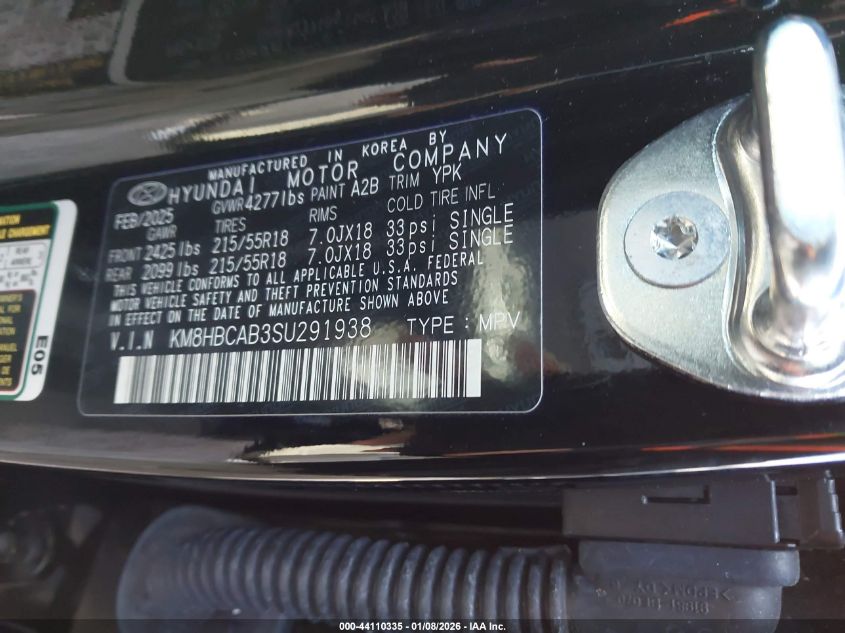 MANUFACTURED IN KOREA BY
HYUNDAI MOTOR COMPANY
FEB/2025 GVWR 4277lbs PAINT A2B TRIM YPK
GAWR TIRES RIMS COLD TIRE INFL
FRONT 2425lbs 215/55R18 7.0JX18 33psi SINGLE
REAR 2099lbs 215/55R18 7.0JX18 33psi SINGLE
THIS VEHICLE CONFORMS TO ALL APPLICABLE U.S.A. FEDERAL
MOTOR VEHICLE SAFETY AND THEFT PREVENTION STANDARDS
IN EFFECT ON THE DATE OF MANUFACTURE SHOWN ABOVE
V.I.N KM8HBCAB3SU291938 TYPE : MPV
E05
000-44110335 - 01/08/2026 - IAA Inc.